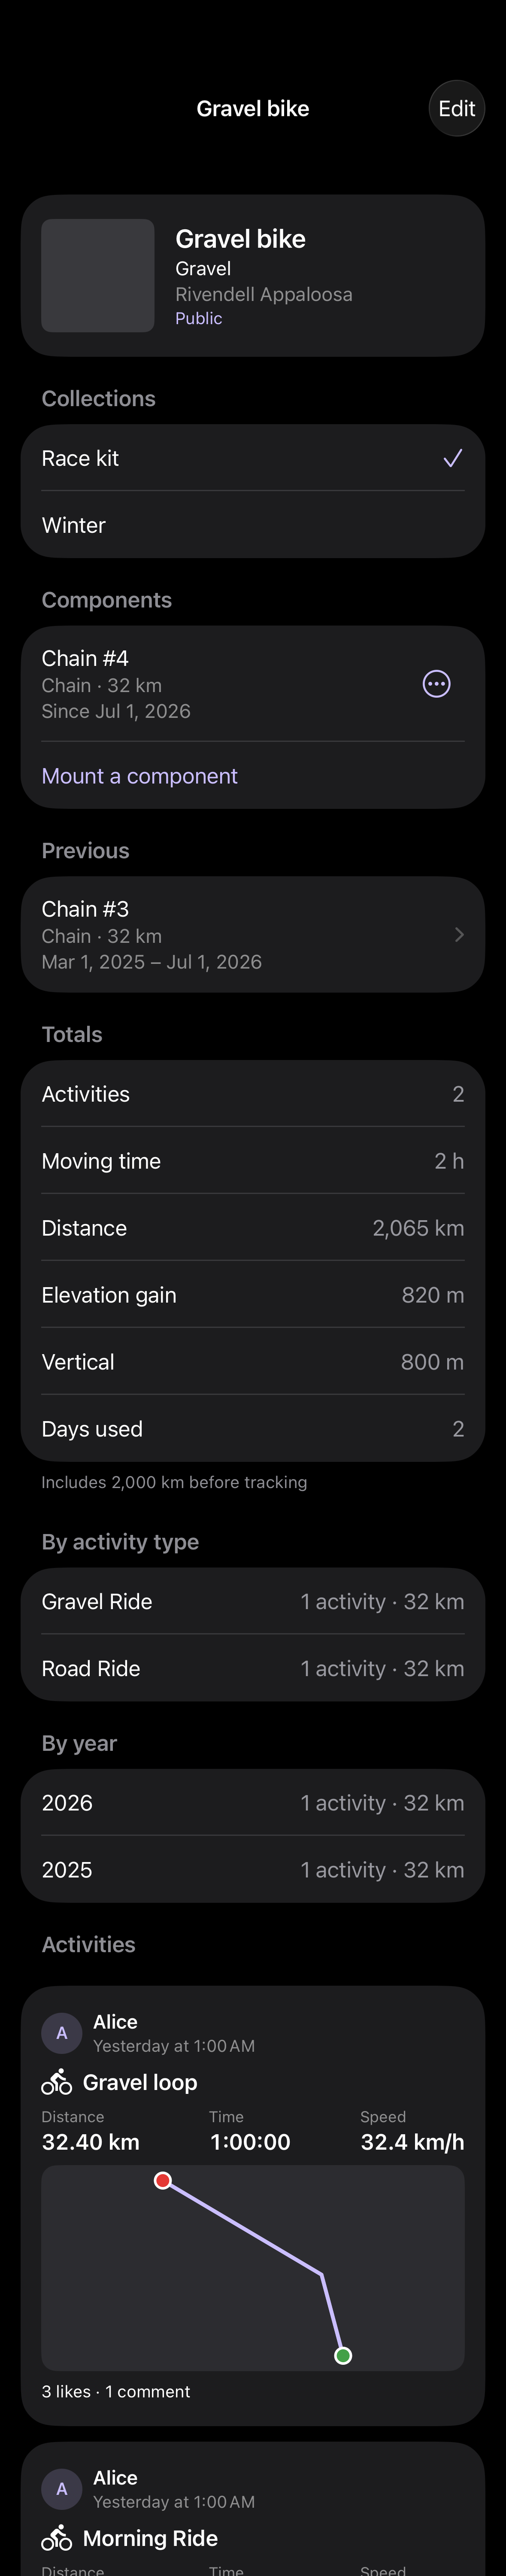 Gravel bike
Edit
Gravel bike
Gravel
Rivendell Appaloosa
Public
Collections
Race kit
Winter
Components
Chain #4
Chain · 32 km
Since Jul 1, 2026
Mount a component
Previous
Chain #3
Chain · 32 km
Mar 1, 2025 – Jul 1, 2026
Totals
Activities 2
Moving time 2 h
Distance 2,065 km
Elevation gain 820 m
Vertical 800 m
Days used 2
Includes 2,000 km before tracking
By activity type
Gravel Ride 1 activity · 32 km
Road Ride 1 activity · 32 km
By year
2026 1 activity · 32 km
2025 1 activity · 32 km
Activities
A
Alice
Yesterday at 1:00 AM
Gravel loop
Distance Time Speed
32.40 km 1:00:00 32.4 km/h
3 likes · 1 comment
A
Alice
Yesterday at 1:00 AM
Morning Ride
Distance Time Speed